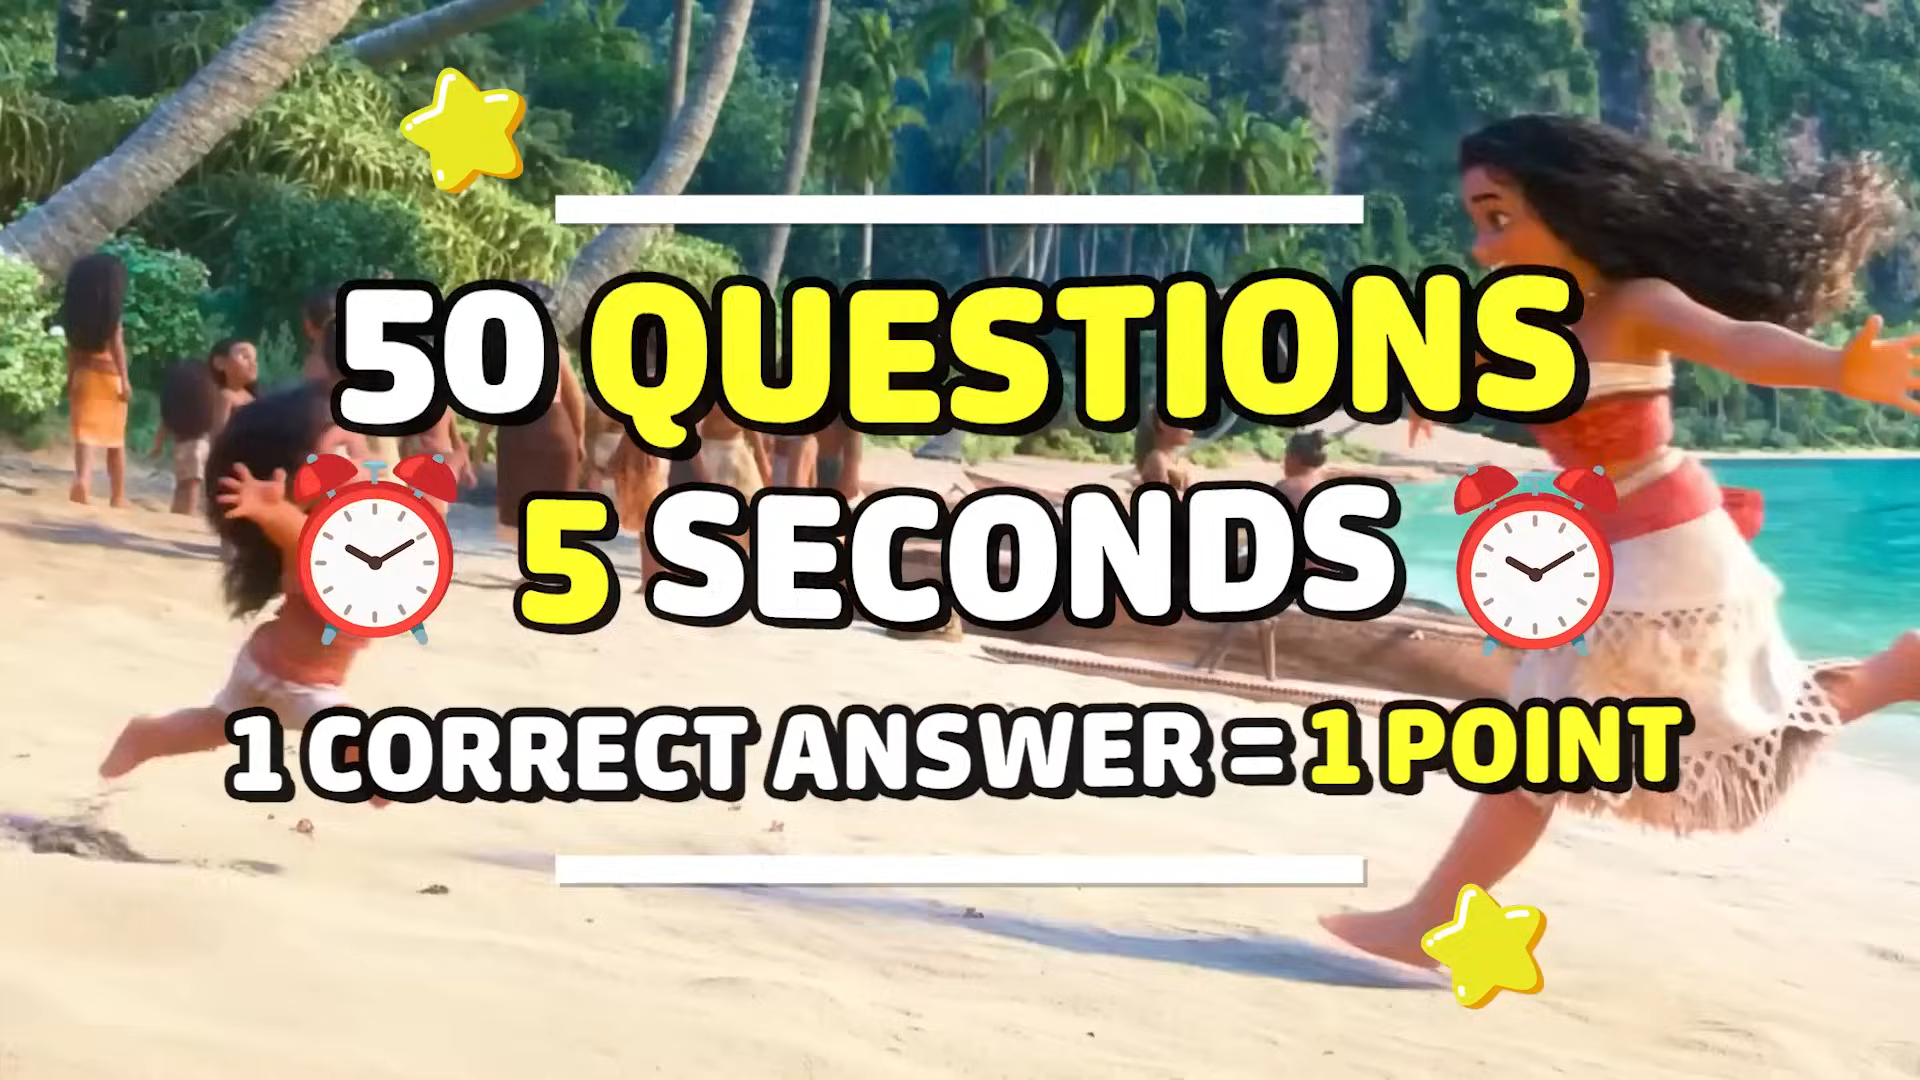 50 QUESTIONS
5 SECONDS
1 CORRECT ANSWER = 1 POINT